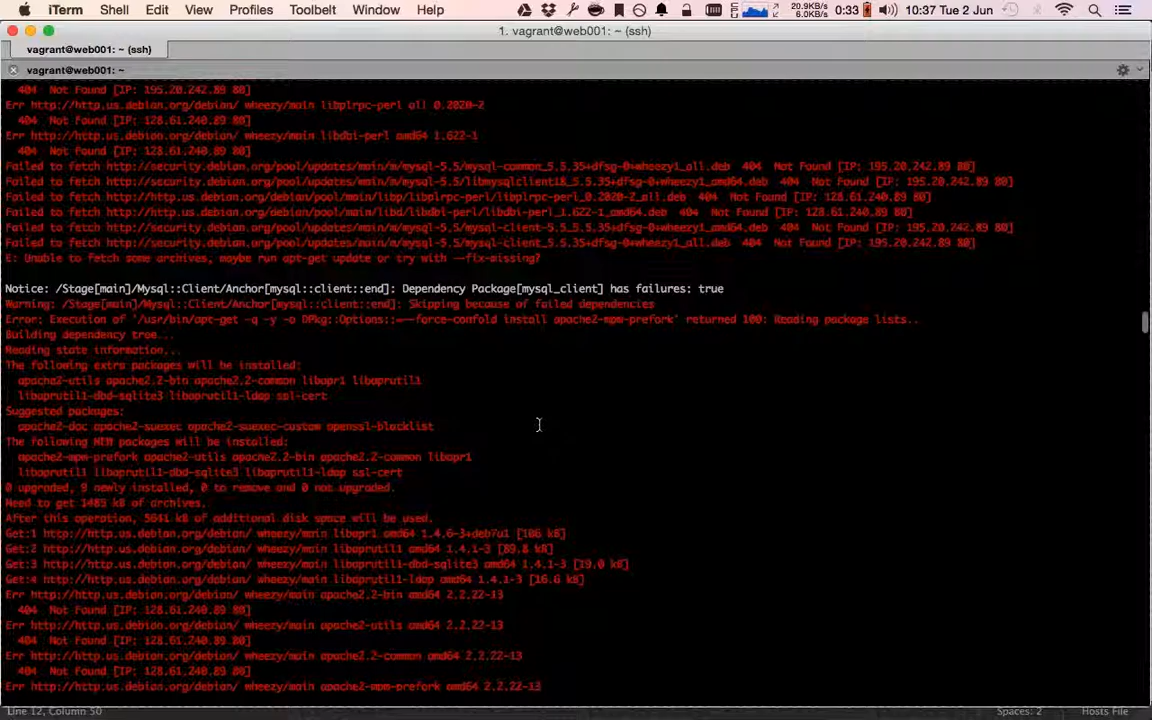 iTerm Shell Edit View Profiles Toolbelt Window Help 20.9KB/s 6.0KB/s 0:33 10:37 Tue 2 Jun
1. vagrant@web001: ~ (ssh)
vagrant@web001: ~ (ssh)
vagrant@web001: ~
404 Not Found [IP: 195.20.242.89 80]
Err http://http.us.debian.org/debian/ wheezy/main libplrpc-perl all 0.2020-2
404 Not Found [IP: 128.61.240.89 80]
Err http://http.us.debian.org/debian/ wheezy/main libdbi-perl amd64 1.622-1
404 Not Found [IP: 128.61.240.89 80]
Failed to fetch http://security.debian.org/pool/updates/main/m/mysql-5.5/mysql-common_5.5.35+dfsg-0+wheezy1_all.deb 404 Not Found [IP: 195.20.242.89 80]
Failed to fetch http://security.debian.org/pool/updates/main/m/mysql-5.5/libmysqlclient18_5.5.35+dfsg-0+wheezy1_amd64.deb 404 Not Found [IP: 195.20.242.89 80]
Failed to fetch http://http.us.debian.org/debian/pool/main/libp/libplrpc-perl/libplrpc-perl_0.2020-2_all.deb 404 Not Found [IP: 128.61.240.89 80]
Failed to fetch http://http.us.debian.org/debian/pool/main/libd/libdbi-perl/libdbi-perl_1.622-1_amd64.deb 404 Not Found [IP: 128.61.240.89 80]
Failed to fetch http://security.debian.org/pool/updates/main/m/mysql-5.5/mysql-client-5.5_5.5.35+dfsg-0+wheezy1_amd64.deb 404 Not Found [IP: 195.20.242.89 80]
Failed to fetch http://security.debian.org/pool/updates/main/m/mysql-5.5/mysql-client_5.5.35+dfsg-0+wheezy1_all.deb 404 Not Found [IP: 195.20.242.89 80]
E: Unable to fetch some archives, maybe run apt-get update or try with --fix-missing?
Notice: /Stage[main]/Mysql::Client/Anchor[mysql::client::end]: Dependency Package[mysql_client] has failures: true
Warning: /Stage[main]/Mysql::Client/Anchor[mysql::client::end]: Skipping because of failed dependencies
Error: Execution of '/usr/bin/apt-get -q -y -o DPkg::Options::=--force-confold install apache2-mpm-prefork' returned 100: Reading package lists...
Building dependency tree...
Reading state information...
The following extra packages will be installed:
apache2-utils apache2.2-bin apache2.2-common libapr1 libaprutil1
libaprutil1-dbd-sqlite3 libaprutil1-ldap ssl-cert
Suggested packages:
apache2-doc apache2-suexec apache2-suexec-custom openssl-blacklist
The following NEW packages will be installed:
apache2-mpm-prefork apache2-utils apache2.2-bin apache2.2-common libapr1
libaprutil1 libaprutil1-dbd-sqlite3 libaprutil1-ldap ssl-cert
0 upgraded, 9 newly installed, 0 to remove and 0 not upgraded.
Need to get 1485 kB of archives.
After this operation, 5641 kB of additional disk space will be used.
Get:1 http://http.us.debian.org/debian/ wheezy/main libapr1 amd64 1.4.6-3+deb7u1 [106 kB]
Get:2 http://http.us.debian.org/debian/ wheezy/main libaprutil1 amd64 1.4.1-3 [89.8 kB]
Get:3 http://http.us.debian.org/debian/ wheezy/main libaprutil1-dbd-sqlite3 amd64 1.4.1-3 [19.0 kB]
Get:4 http://http.us.debian.org/debian/ wheezy/main libaprutil1-ldap amd64 1.4.1-3 [16.6 kB]
Err http://http.us.debian.org/debian/ wheezy/main apache2.2-bin amd64 2.2.22-13
404 Not Found [IP: 128.61.240.89 80]
Err http://http.us.debian.org/debian/ wheezy/main apache2-utils amd64 2.2.22-13
404 Not Found [IP: 128.61.240.89 80]
Err http://http.us.debian.org/debian/ wheezy/main apache2.2-common amd64 2.2.22-13
404 Not Found [IP: 128.61.240.89 80]
Err http://http.us.debian.org/debian/ wheezy/main apache2-mpm-prefork amd64 2.2.22-13
Line 12, Column 50 Spaces: 2 Hosts File